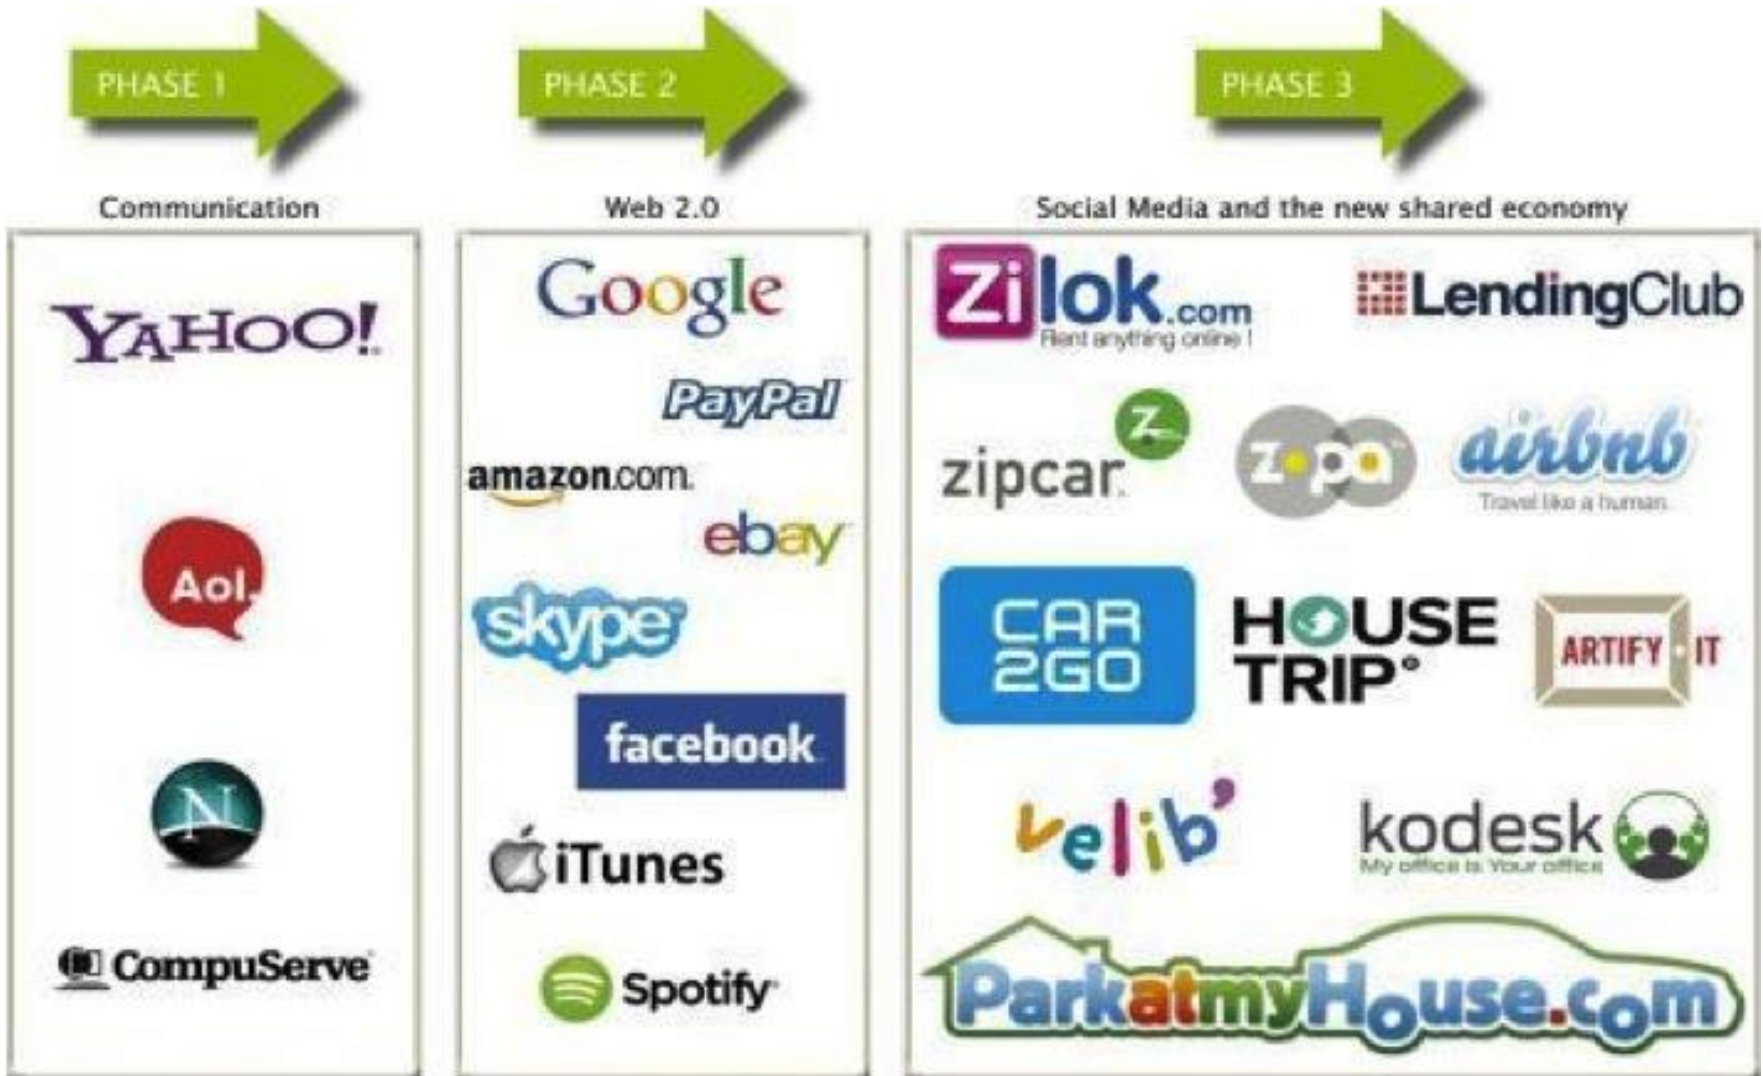 PHASE 1
PHASE 2
PHASE 3
Communication
Web 2.0
Social Media and the new shared economy
YAHOO!
Aol.
N
CompuServe
Google
PayPal
amazon.com
ebay
skype
facebook
iTunes
Spotify
Zilok.com
Rent anything online !
LendingClub
zipcar
Z
zopa
airbnb
Travel like a human.
CAR
2GO
HOUSE
TRIP
ARTIFY IT
velib'
kodesk
My office is Your office
ParkatmyHouse.com